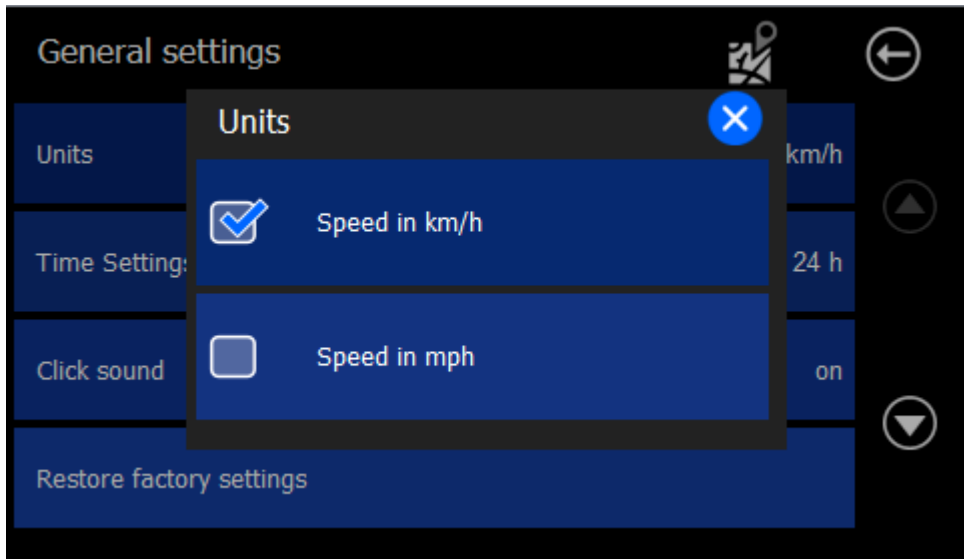 General settings
Units
Units
km/h
Speed in km/h
Time Settings
24 h
Speed in mph
Click sound
on
Restore factory settings